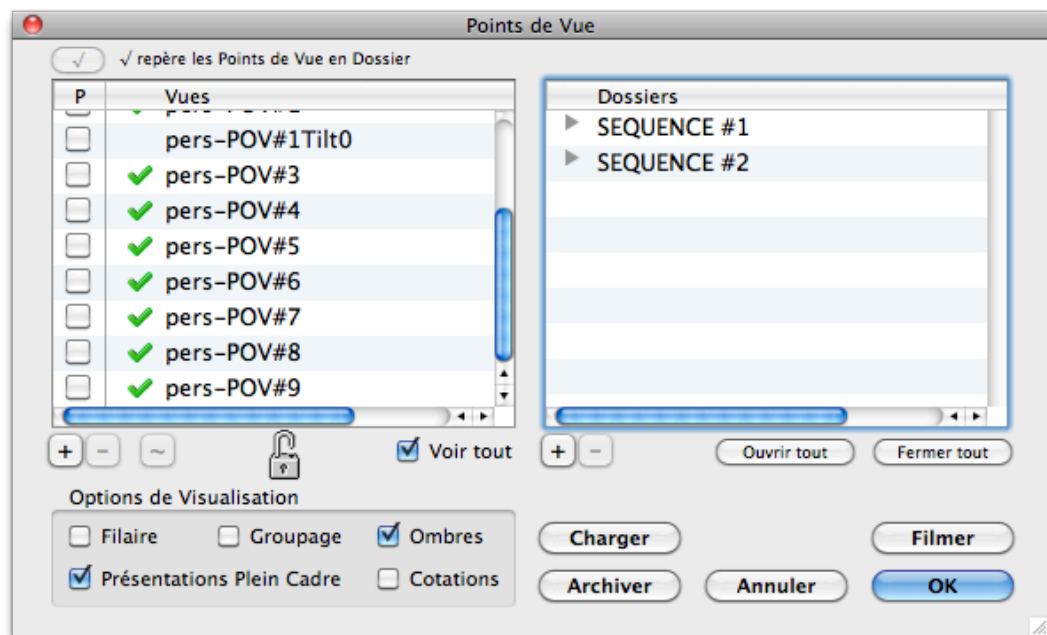 Points de Vue
√ √ repère les Points de Vue en Dossier
P Vues
pers-POV#1Tilt0
pers-POV#3
pers-POV#4
pers-POV#5
pers-POV#6
pers-POV#7
pers-POV#8
pers-POV#9
+ - ~ Voir tout
Dossiers
SEQUENCE #1
SEQUENCE #2
+ - Ouvrir tout Fermer tout
Options de Visualisation
Filaire Groupage Ombres
Présentations Plein Cadre Cotations
Charger Filmer
Archiver Annuler OK